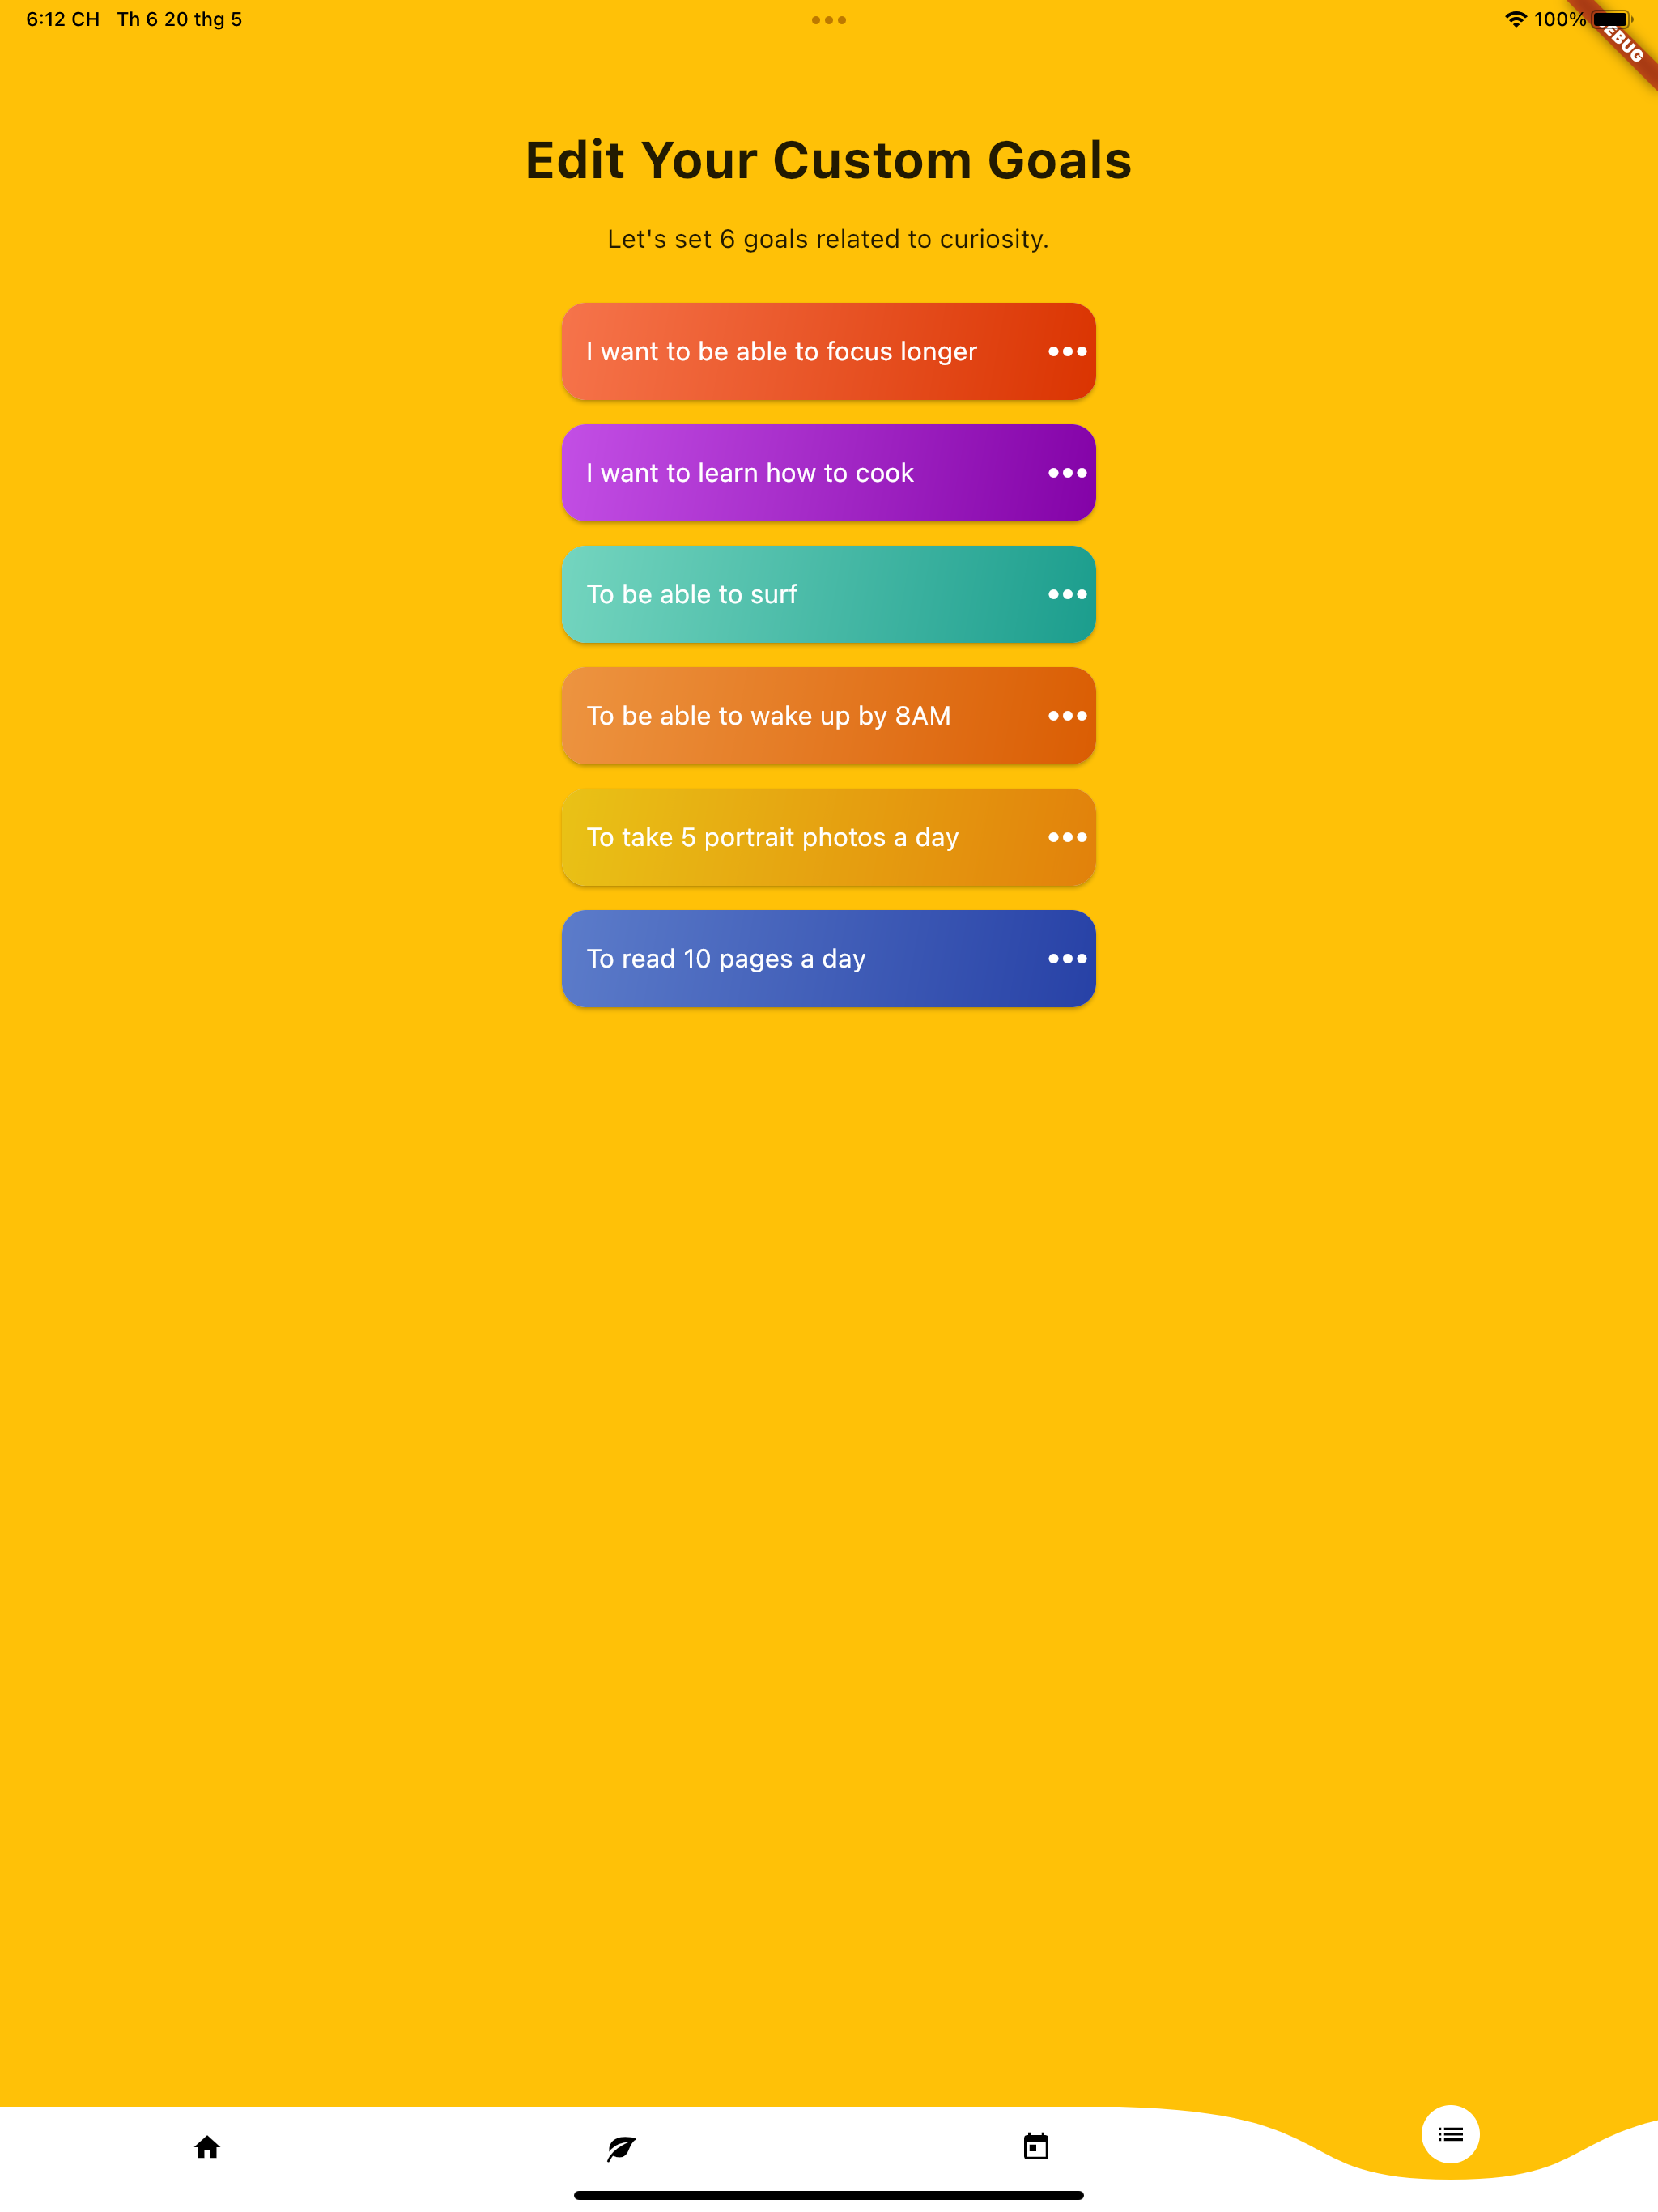 6:12 CH Th 6 20 thg 5
100%
Edit Your Custom Goals
Let's set 6 goals related to curiosity.
I want to be able to focus longer
I want to learn how to cook
To be able to surf
To be able to wake up by 8AM
To take 5 portrait photos a day
To read 10 pages a day